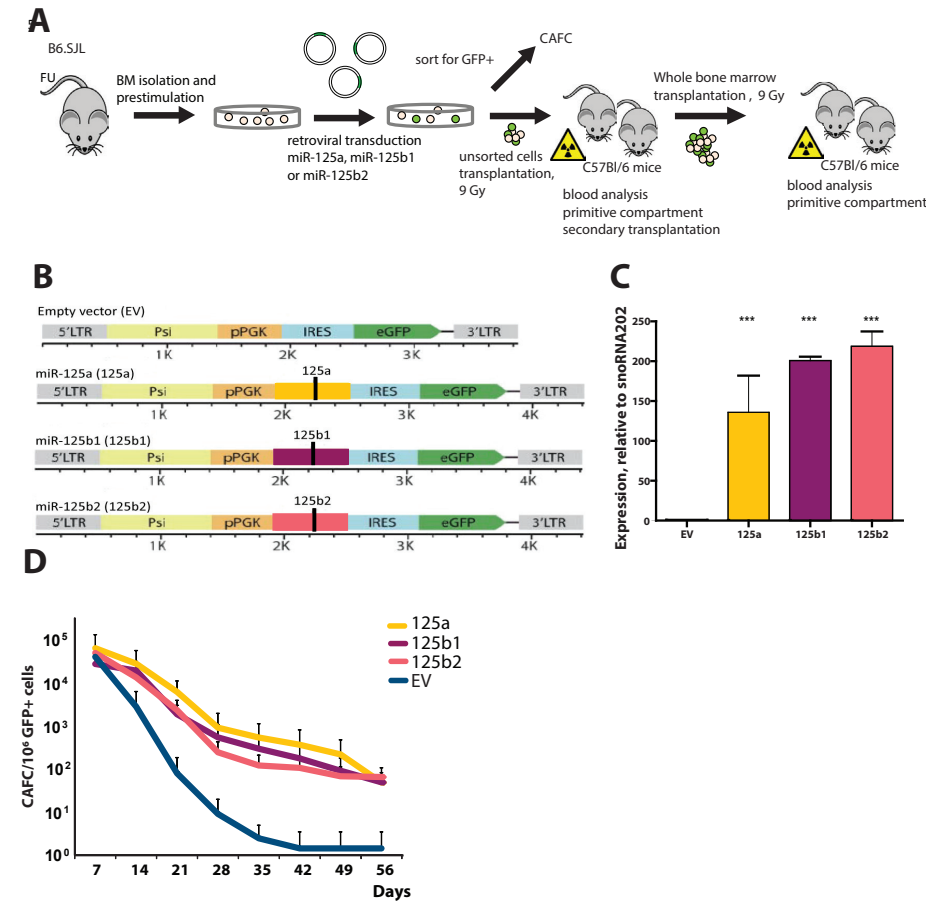 A
B6.SJL
FU
BM isolation and
prestimulation
retroviral transduction
miR-125a, miR-125b1
or miR-125b2
sort for GFP+
CAFC
unsorted cells
transplantation,
9 Gy
C57Bl/6 mice
blood analysis
primitive compartment
secondary transplantation
Whole bone marrow
transplantation , 9 Gy
C57Bl/6 mice
blood analysis
primitive compartment
B
Empty vector (EV)
5'LTR Psi pPGK IRES eGFP 3'LTR
1K 2K 3K
miR-125a (125a)
125a
5'LTR Psi pPGK IRES eGFP 3'LTR
1K 2K 3K 4K
miR-125b1 (125b1)
125b1
5'LTR Psi pPGK IRES eGFP 3'LTR
1K 2K 3K 4K
miR-125b2 (125b2)
125b2
5'LTR Psi pPGK IRES eGFP 3'LTR
1K 2K 3K 4K
C
Expression, relative to snoRNA202
250
200
150
100
50
0
*** *** ***
EV 125a 125b1 125b2
D
CAFC/10⁶ GFP+ cells
10⁵
10⁴
10³
10²
10¹
10⁰
7 14 21 28 35 42 49 56
Days
125a
125b1
125b2
EV